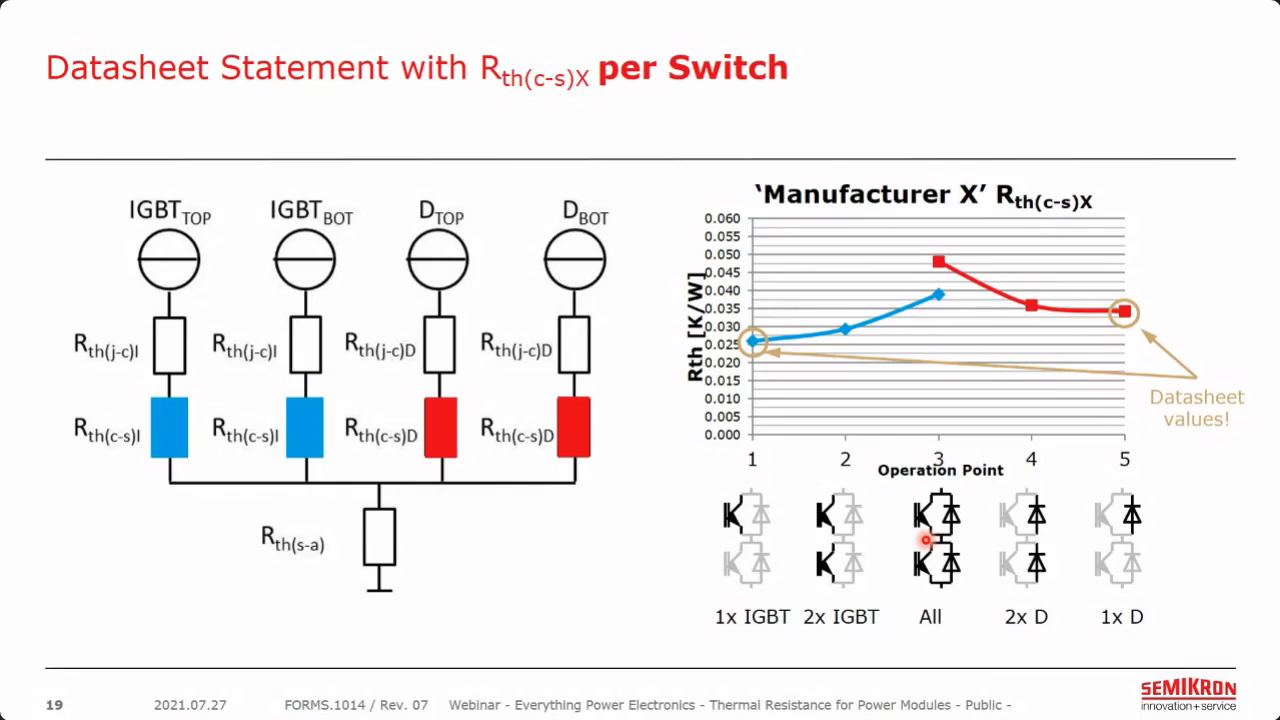 Datasheet Statement with Rth(c-s)X per Switch
IGBTTOP IGBTBOT DTOP DBOT
Rth(j-c)I Rth(j-c)I Rth(j-c)D Rth(j-c)D
Rth(c-s)I Rth(c-s)I Rth(c-s)D Rth(c-s)D
Rth(s-a)
‘Manufacturer X’ Rth(c-s)X
Rth [K/W]
0.060
0.055
0.050
0.045
0.040
0.035
0.030
0.025
0.020
0.015
0.010
0.005
0.000
1 2 3 4 5
Operation Point
Datasheet
values!
1x IGBT 2x IGBT All 2x D 1x D
19 2021.07.27 FORMS.1014 / Rev. 07 Webinar - Everything Power Electronics - Thermal Resistance for Power Modules - Public -
SEMIKRON
innovation+service